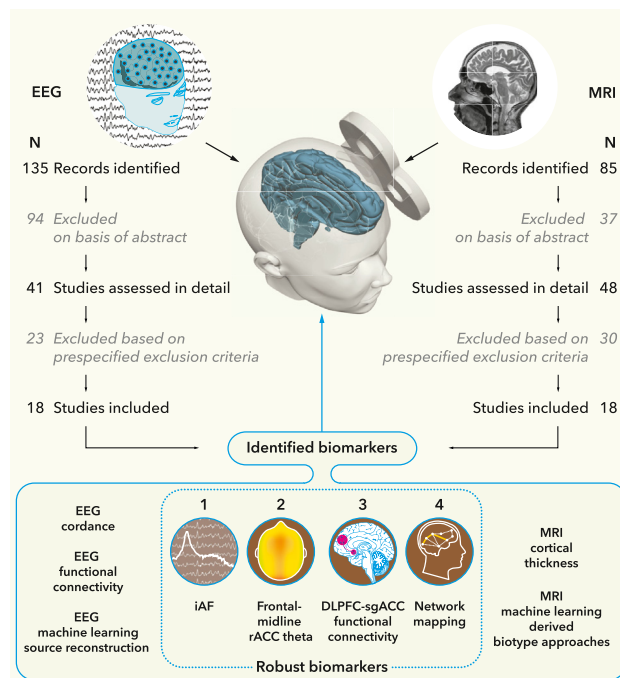 EEG
N
135 Records identified
94 Excluded
on basis of abstract
41 Studies assessed in detail
23 Excluded based on
prespecified exclusion criteria
18 Studies included
MRI
N
Records identified 85
Excluded 37
on basis of abstract
Studies assessed in detail 48
Excluded based on 30
prespecified exclusion criteria
Studies included 18
Identified biomarkers
EEG
cordance
EEG
functional
connectivity
EEG
machine learning
source reconstruction
1
iAF
2
Frontal-
midline
rACC theta
3
DLPFC-sgACC
functional
connectivity
4
Network
mapping
Robust biomarkers
MRI
cortical
thickness
MRI
machine learning
derived
biotype approaches